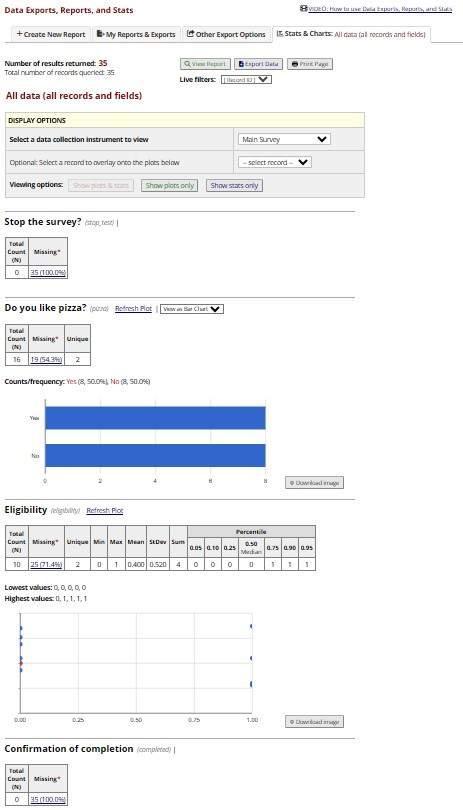 Data Exports, Reports, and Stats
VIDEO: How to use Data Exports, Reports, and Stats
+ Create New Report
My Reports & Exports
Other Export Options
Stats & Charts: All data (all records and fields)
Number of results returned: 35
Total number of records queried: 35
View Report
Export Data
Print Page
Live filters: [ Record ID ]
All data (all records and fields)
DISPLAY OPTIONS
Select a data collection instrument to view
Main Survey
Optional: Select a record to overlay onto the plots below
-- select record --
Viewing options: Show plots & stats Show plots only Show stats only
Stop the survey? (stop_test) |
Total Count (N) Missing*
0 35 (100.0%)
Do you like pizza? (pizza) Refresh Plot | View as Bar Chart
Total Count (N) Missing* Unique
16 19 (54.3%) 2
Counts/frequency: Yes (8, 50.0%), No (8, 50.0%)
Yes
No
0 2 4 6 8
Download image
Eligibility (eligibility) Refresh Plot
Total Count (N) Missing* Unique Min Max Mean StDev Sum Percentile
0.05 0.10 0.25 0.50 Median 0.75 0.90 0.95
10 25 (71.4%) 2 0 1 0.400 0.520 4 0 0 0 0 1 1 1
Lowest values: 0, 0, 0, 0, 0
Highest values: 0, 1, 1, 1, 1
0.00 0.25 0.50 0.75 1.00
Download image
Confirmation of completion (completed) |
Total Count (N) Missing*
0 35 (100.0%)